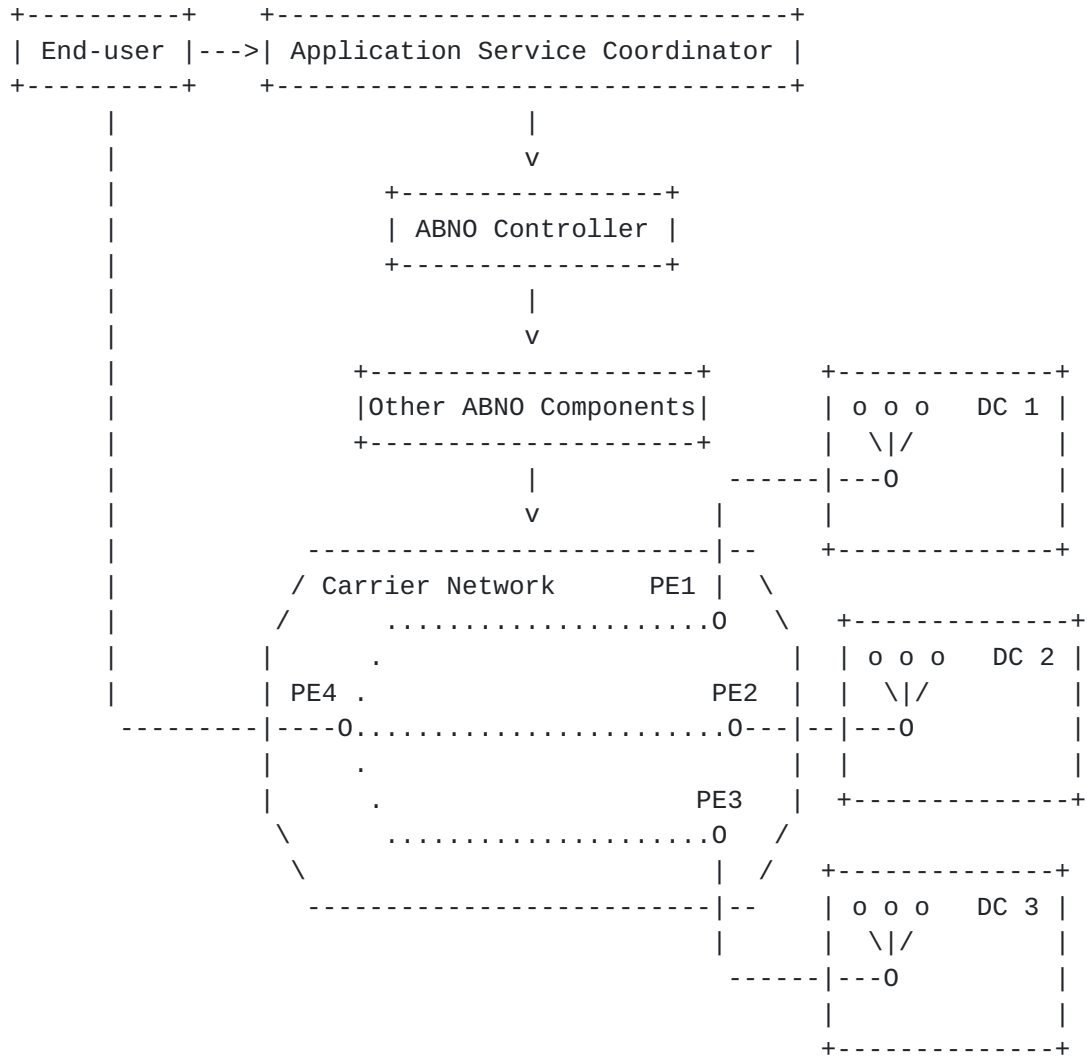 End-user ---> Application Service Coordinator
ABNO Controller
Other ABNO Components
o o o DC 1
O
Carrier Network PE1
O
o o o DC 2
PE4 PE2
O O O
PE3
O
o o o DC 3
O